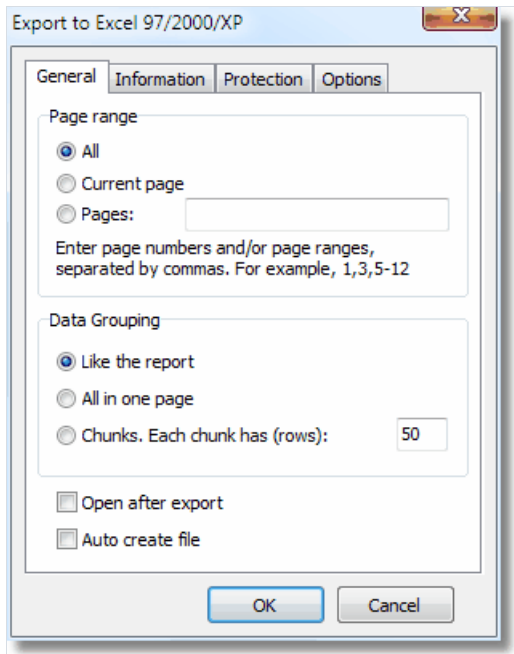 Export to Excel 97/2000/XP
General Information Protection Options
Page range
All
Current page
Pages:
Enter page numbers and/or page ranges,
separated by commas. For example, 1,3,5-12
Data Grouping
Like the report
All in one page
Chunks. Each chunk has (rows): 50
Open after export
Auto create file
OK Cancel